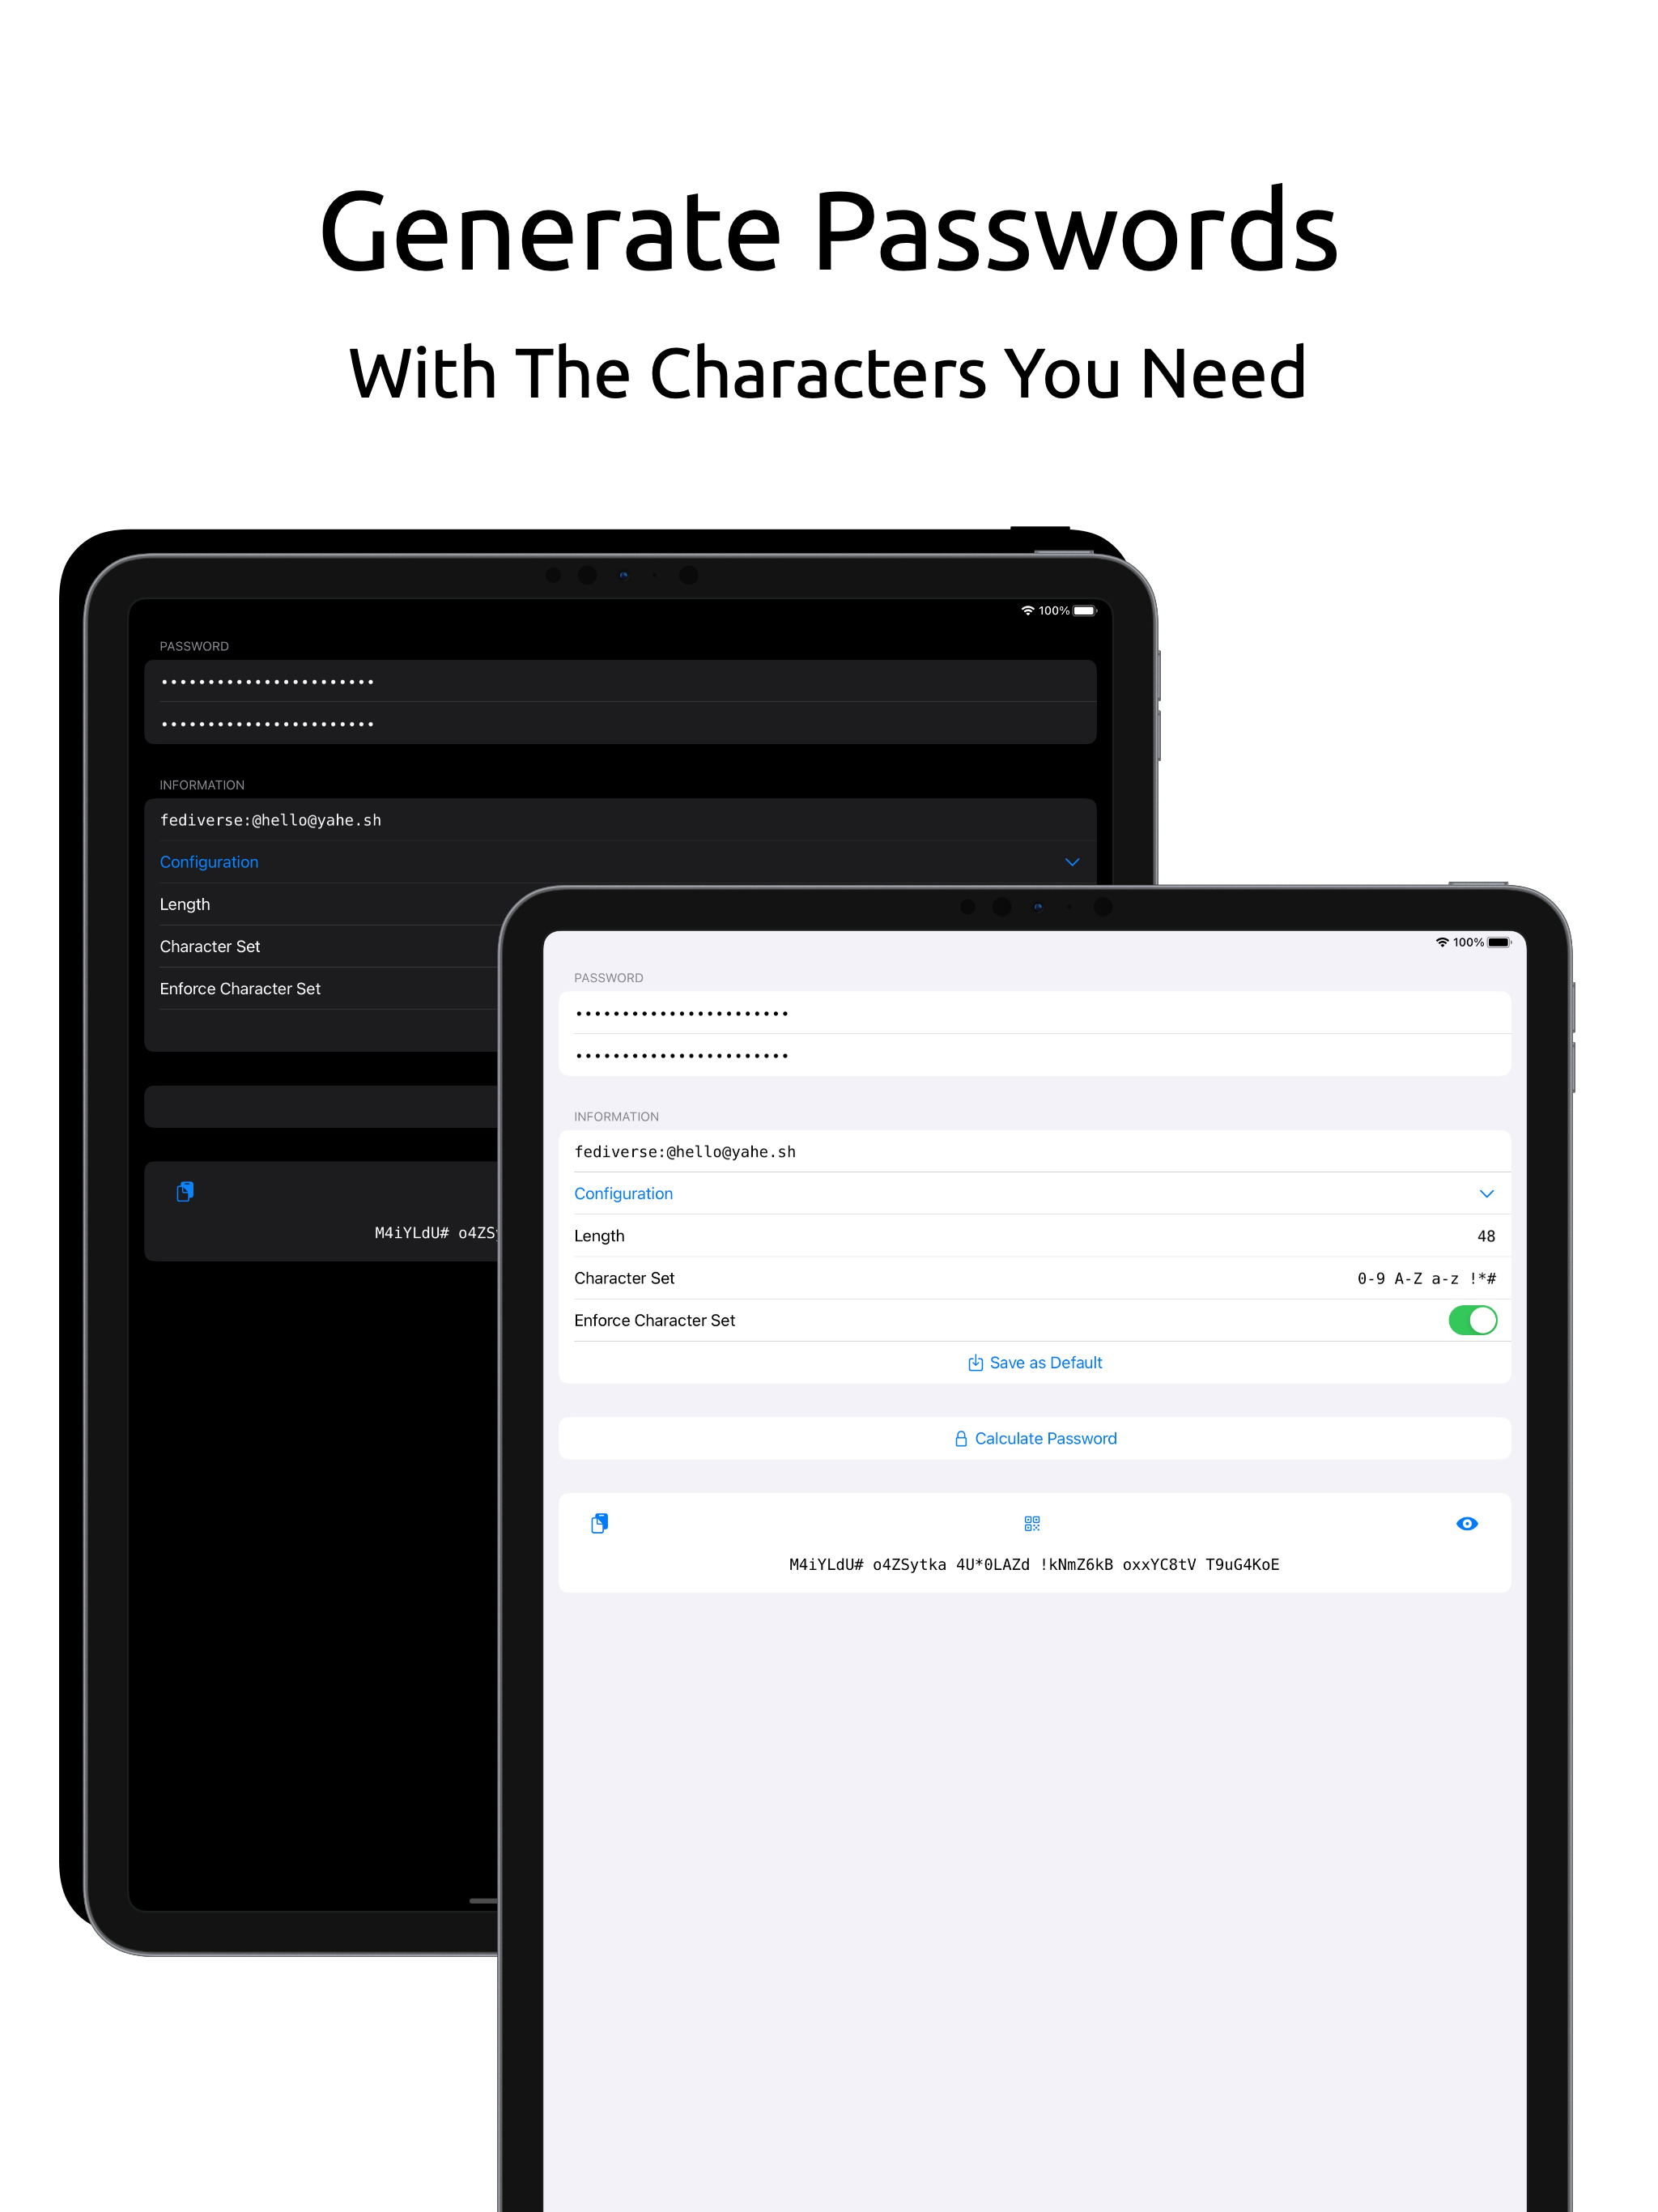 Generate Passwords
With The Characters You Need
100%
PASSWORD
•••••••••••••••••••••••
•••••••••••••••••••••••
INFORMATION
fediverse:@hello@yahe.sh
Configuration
Length
Character Set
Enforce Character Set
M4iYLdU# o4ZS
100%
PASSWORD
•••••••••••••••••••••••
•••••••••••••••••••••••
INFORMATION
fediverse:@hello@yahe.sh
Configuration
Length 48
Character Set 0-9 A-Z a-z !*#
Enforce Character Set
Save as Default
Calculate Password
M4iYLdU# o4ZSytka 4U*0LAZd !kNmZ6kB oxxYC8tV T9uG4KoE